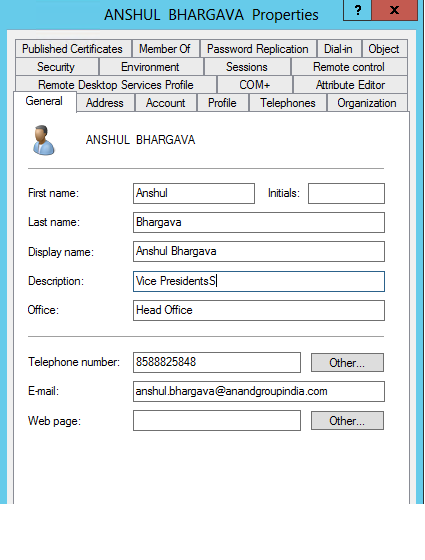 ANSHUL BHARGAVA Properties ? x
Published Certificates Member Of Password Replication Dial-in Object
Security Environment Sessions Remote control
Remote Desktop Services Profile COM+ Attribute Editor
General Address Account Profile Telephones Organization
ANSHUL BHARGAVA
First name: Anshul Initials:
Last name: Bhargava
Display name: Anshul Bhargava
Description: Vice PresidentsS
Office: Head Office
Telephone number: 8588825848 Other...
E-mail: anshul.bhargava@anandgroupindia.com
Web page: Other...